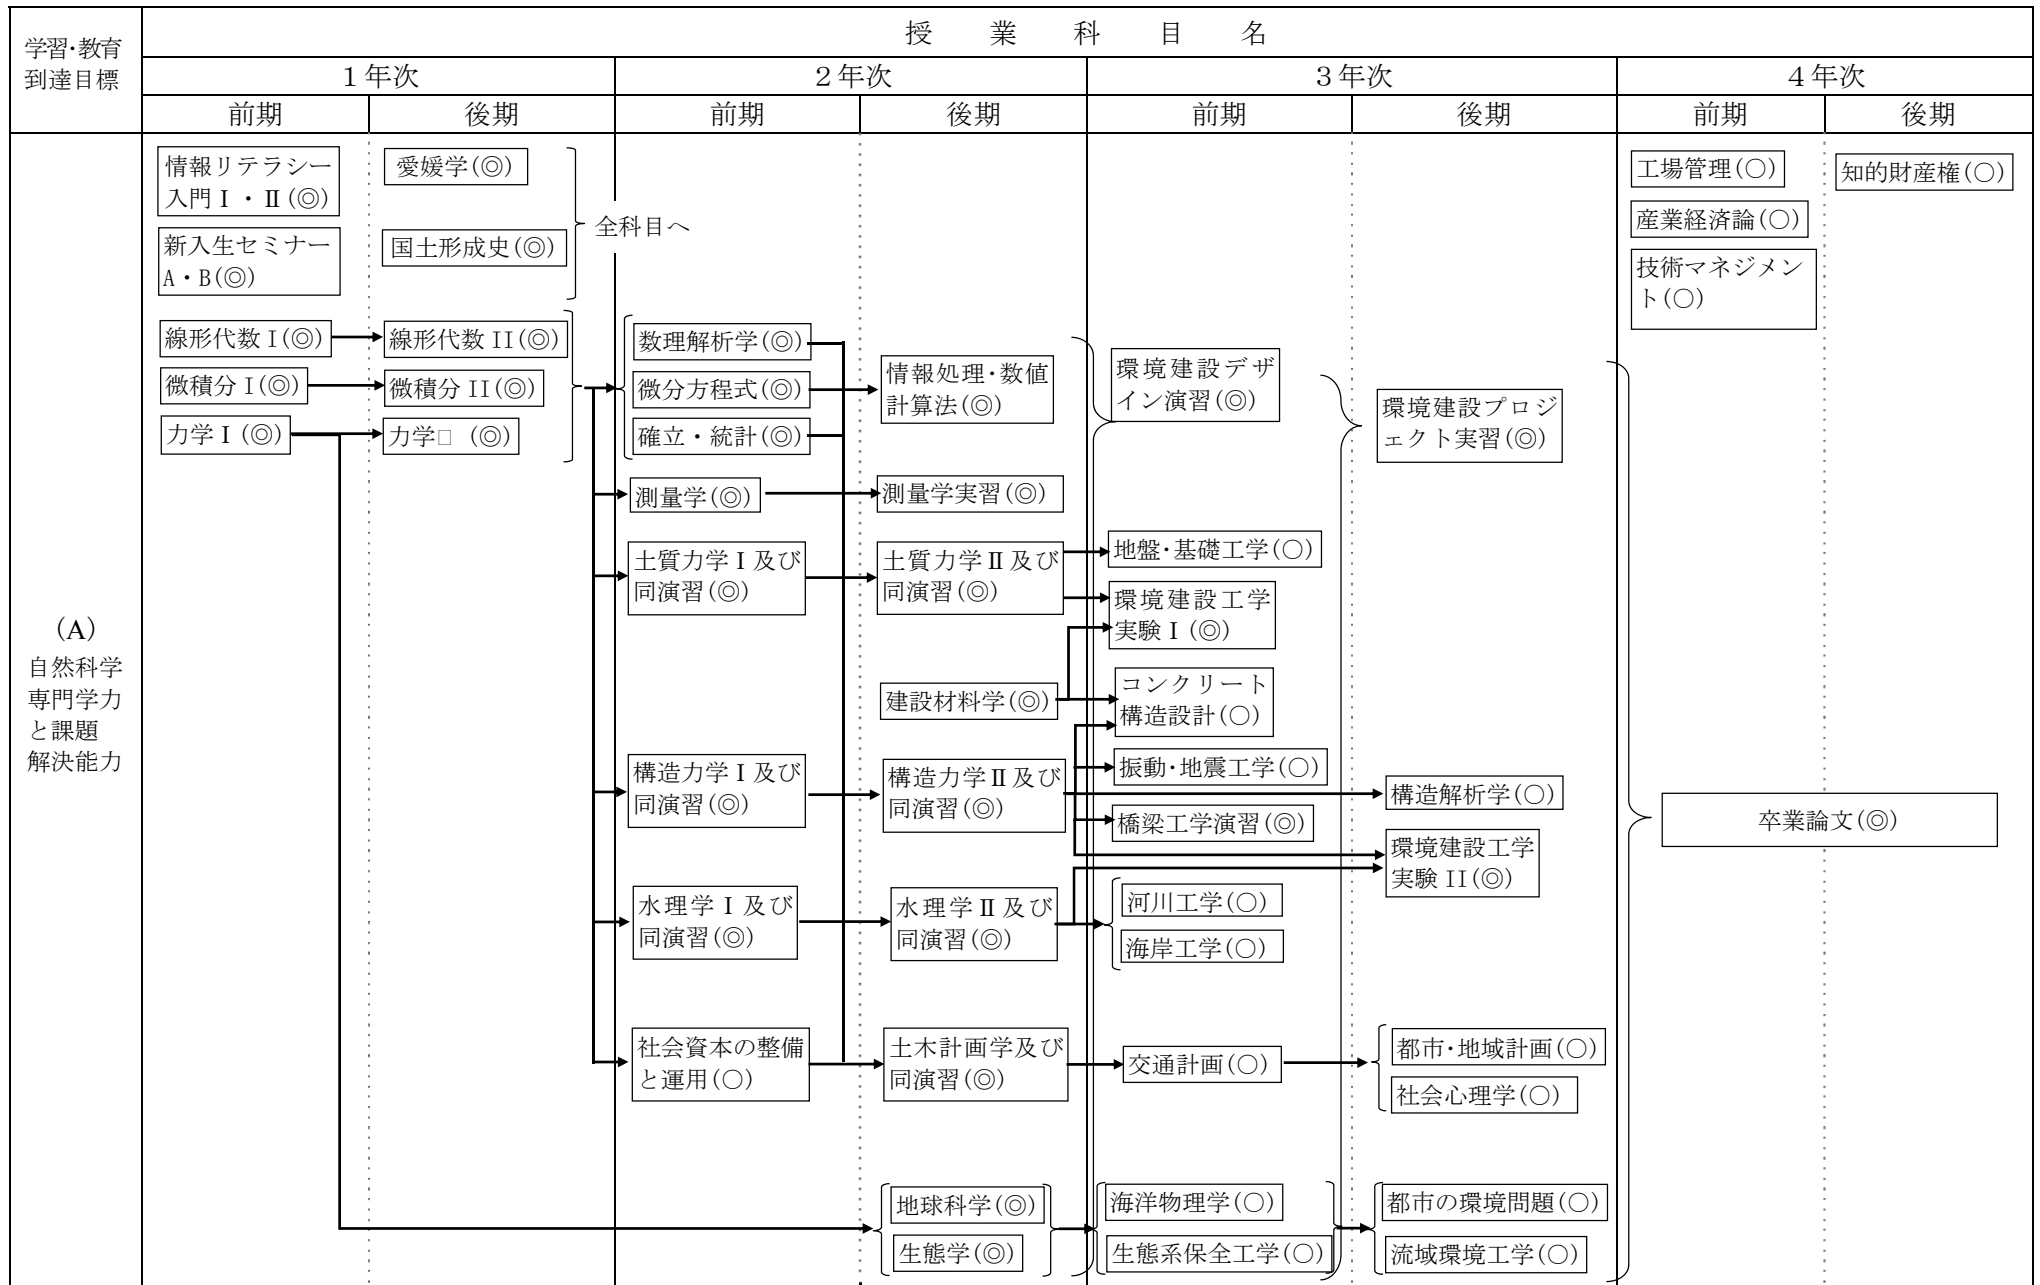 学習・教育
到達目標
授業科目名
1年次
2年次
3年次
4年次
前期
後期
前期
後期
前期
後期
前期
後期
(A)
自然科学
専門学力
と課題
解決能力
情報リテラシー
入門Ⅰ・Ⅱ(◎)
新入生セミナー
A・B(◎)
愛媛学(◎)
国土形成史(◎)
全科目へ
線形代数Ⅰ(◎)
微積分Ⅰ(◎)
力学Ⅰ(◎)
線形代数II(◎)
微積分II(◎)
力学□ (◎)
数理解析学(◎)
微分方程式(◎)
確立・統計(◎)
測量学(◎)
土質力学Ⅰ及び
同演習(◎)
構造力学Ⅰ及び
同演習(◎)
水理学Ⅰ及び
同演習(◎)
社会資本の整備
と運用(○)
情報処理・数値
計算法(◎)
測量学実習(◎)
土質力学Ⅱ及び
同演習(◎)
建設材料学(◎)
構造力学Ⅱ及び
同演習(◎)
水理学Ⅱ及び
同演習(◎)
土木計画学及び
同演習(◎)
地球科学(◎)
生態学(◎)
環境建設デザ
イン演習(◎)
地盤・基礎工学(○)
環境建設工学
実験Ⅰ(◎)
コンクリート
構造設計(○)
振動・地震工学(○)
橋梁工学演習(◎)
河川工学(○)
海岸工学(○)
交通計画(○)
海洋物理学(○)
生態系保全工学(○)
環境建設プロジ
ェクト実習(◎)
構造解析学(○)
環境建設工学
実験II(◎)
都市・地域計画(○)
社会心理学(○)
都市の環境問題(○)
流域環境工学(○)
工場管理(○)
産業経済論(○)
技術マネジメン
ト(○)
知的財産権(○)
卒業論文(◎)